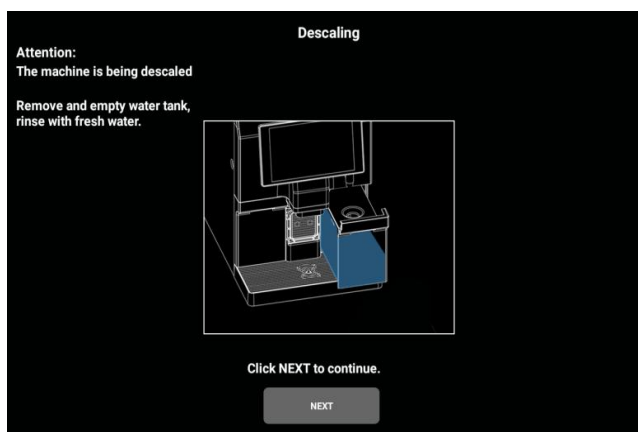 Descaling
Attention:
The machine is being descaled
Remove and empty water tank,
rinse with fresh water.
Click NEXT to continue.
NEXT